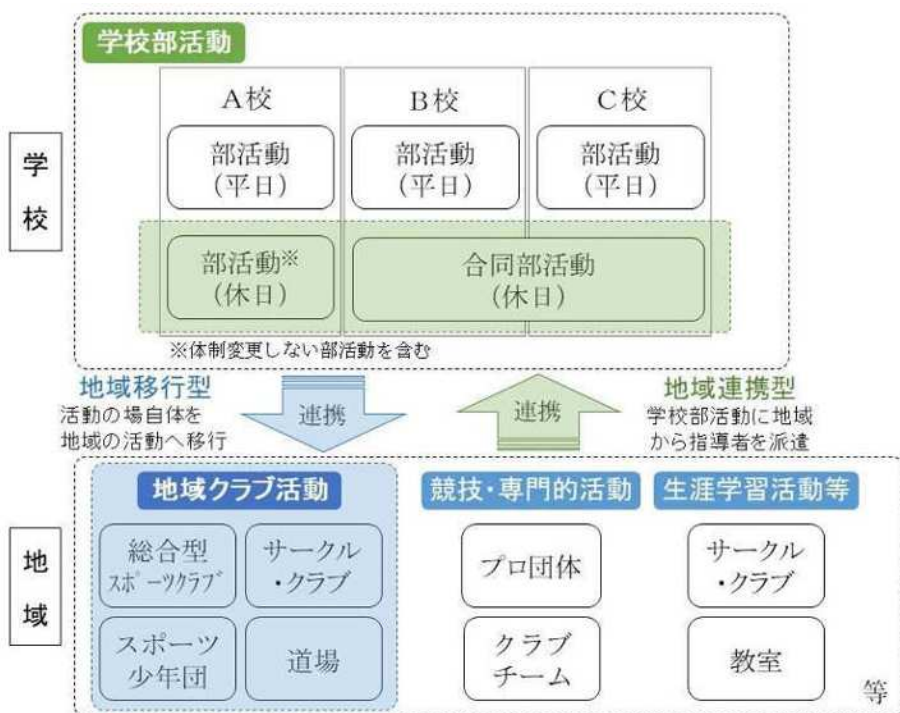 学校部活動
A校
B校
C校
部活動
(平日)
部活動
(平日)
部活動
(平日)
学
校
部活動※
(休日)
合同部活動
(休日)
※体制変更しない部活動を含む
地域移行型
活動の場自体を
地域の活動へ移行
連携
連携
地域連携型
学校部活動に地域
から指導者を派遣
地
域
地域クラブ活動
総合型
スポーツクラブ
サークル
・クラブ
スポーツ
少年団
道場
競技・専門的活動
プロ団体
クラブ
チーム
生涯学習活動等
サークル
・クラブ
教室
等